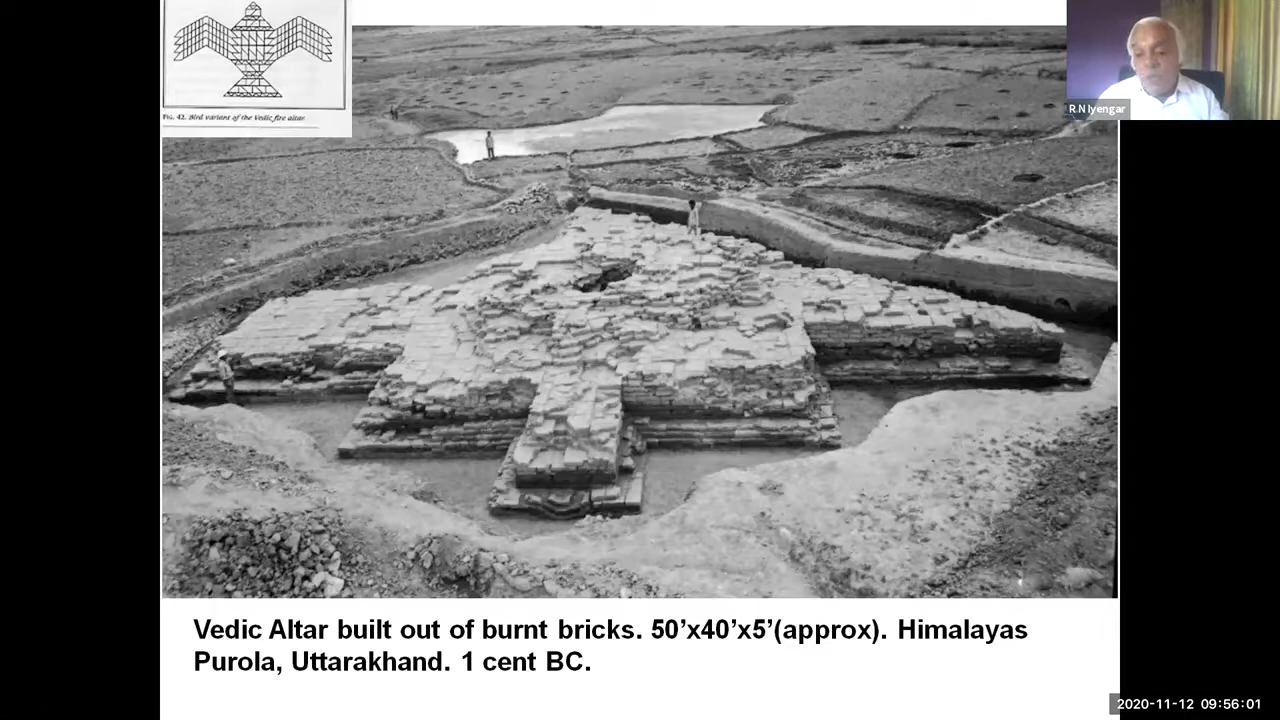 FIG. 42. Bird variant of the Vedic fire altar.
R N Iyengar
Vedic Altar built out of burnt bricks. 50’x40’x5’(approx). Himalayas
Purola, Uttarakhand. 1 cent BC.
2020-11-12 09:56:01